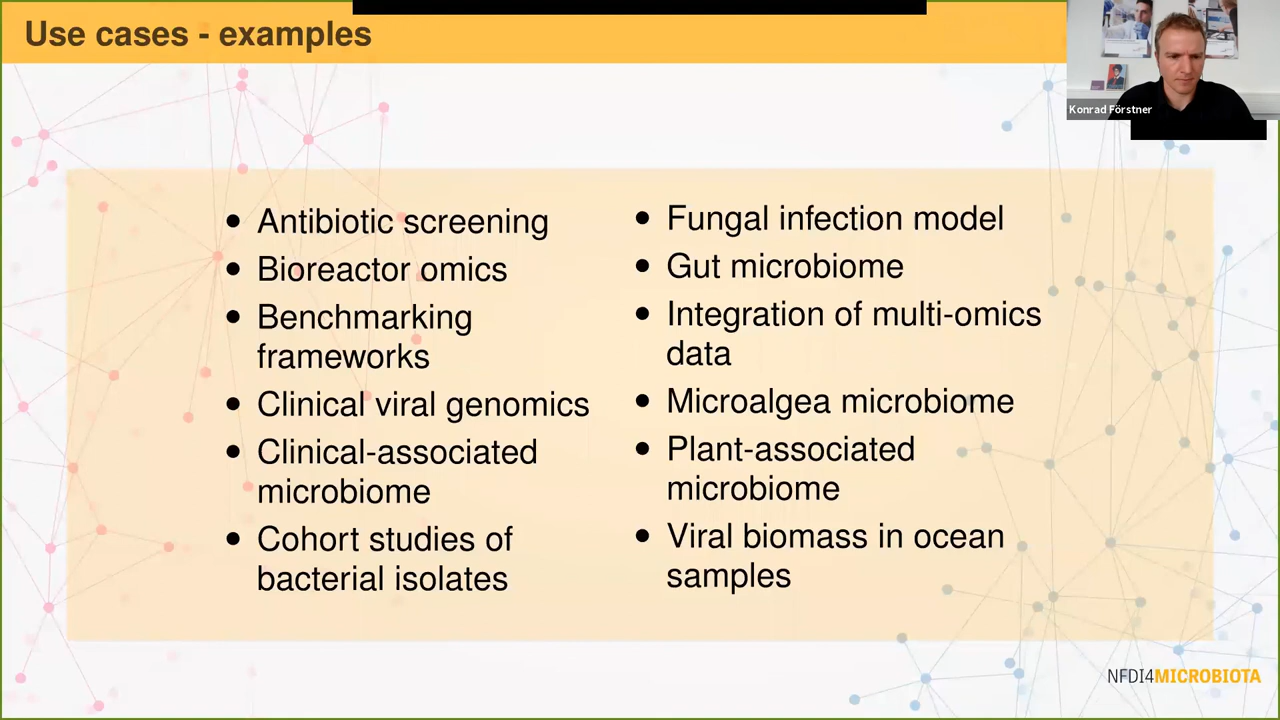 Use cases - examples
Konrad Förstner
• Antibiotic screening
• Bioreactor omics
• Benchmarking
frameworks
• Clinical viral genomics
• Clinical-associated
microbiome
• Cohort studies of
bacterial isolates
• Fungal infection model
• Gut microbiome
• Integration of multi-omics
data
• Microalgea microbiome
• Plant-associated
microbiome
• Viral biomass in ocean
samples
NFDI4MICROBIOTA